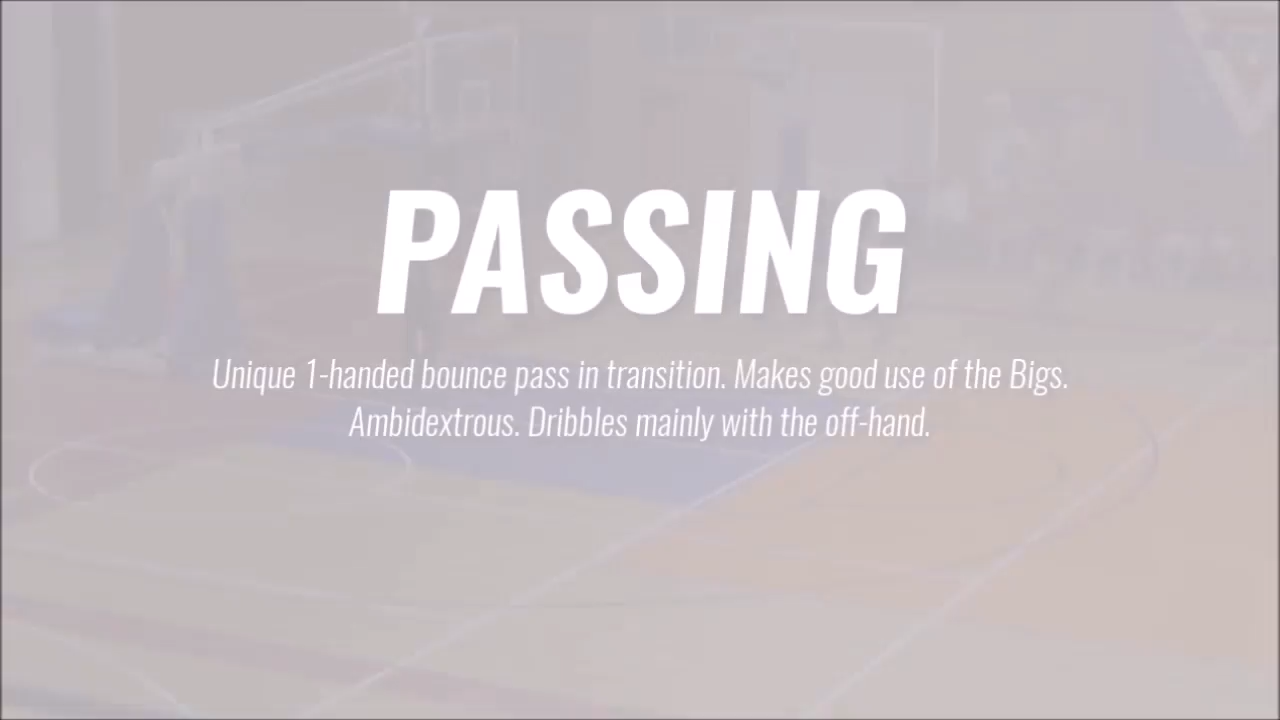 PASSING
Unique 1-handed bounce pass in transition. Makes good use of the Bigs.
Ambidextrous. Dribbles mainly with the off-hand.